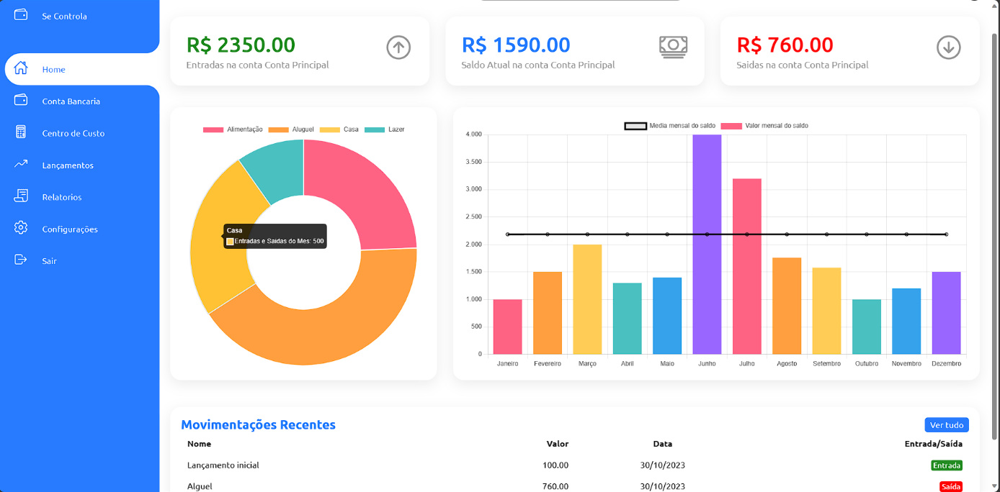 Se Controla
Home
Conta Bancaria
Centro de Custo
Lançamentos
Relatorios
Configurações
Sair
R$ 2350.00
Entradas na conta Conta Principal
R$ 1590.00
Saldo Atual na conta Conta Principal
R$ 760.00
Saidas na conta Conta Principal
Alimentação Aluguel Casa Lazer
Casa
Entradas e Saidas do Mes: 500
Media mensal do saldo Valor mensal do saldo
4.000
3.500
3.000
2.500
2.000
1.500
1.000
500
0
Janeiro Fevereiro Março Abril Maio Junho Julho Agosto Setembro Outubro Novembro Dezembro
Movimentações Recentes Ver tudo
Nome Valor Data Entrada/Saída
Lançamento inicial 100.00 30/10/2023 Entrada
Alguel 760.00 30/10/2023 Saída